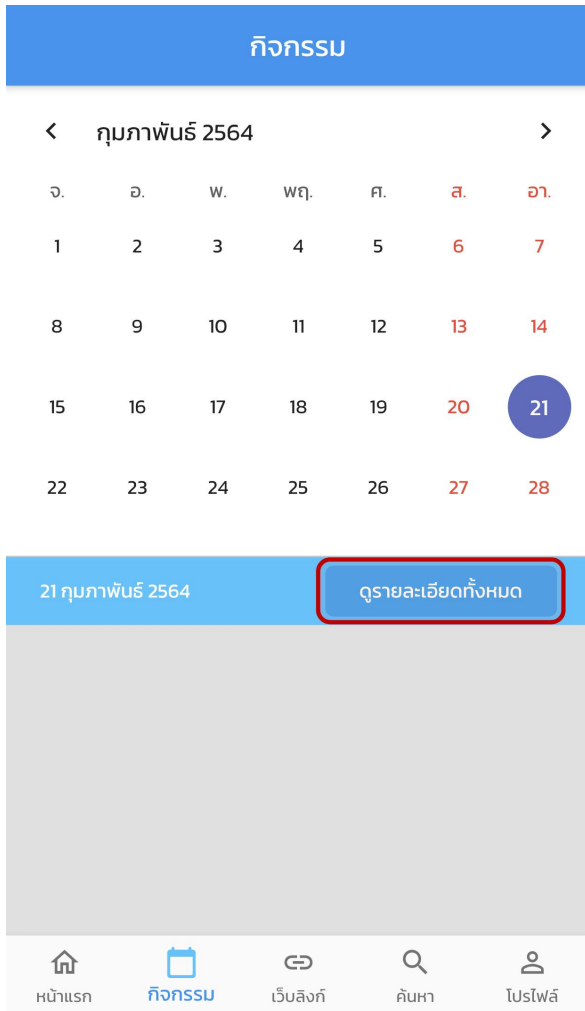 กิจกรรม
กุมภาพันธ์ 2564
จ. อ. พ. พฤ. ศ. ส. อา.
1 2 3 4 5 6 7
8 9 10 11 12 13 14
15 16 17 18 19 20 21
22 23 24 25 26 27 28
21 กุมภาพันธ์ 2564 ดูรายละเอียดทั้งหมด
หน้าแรก กิจกรรม เว็บลิงก์ ค้นหา โปรไฟล์